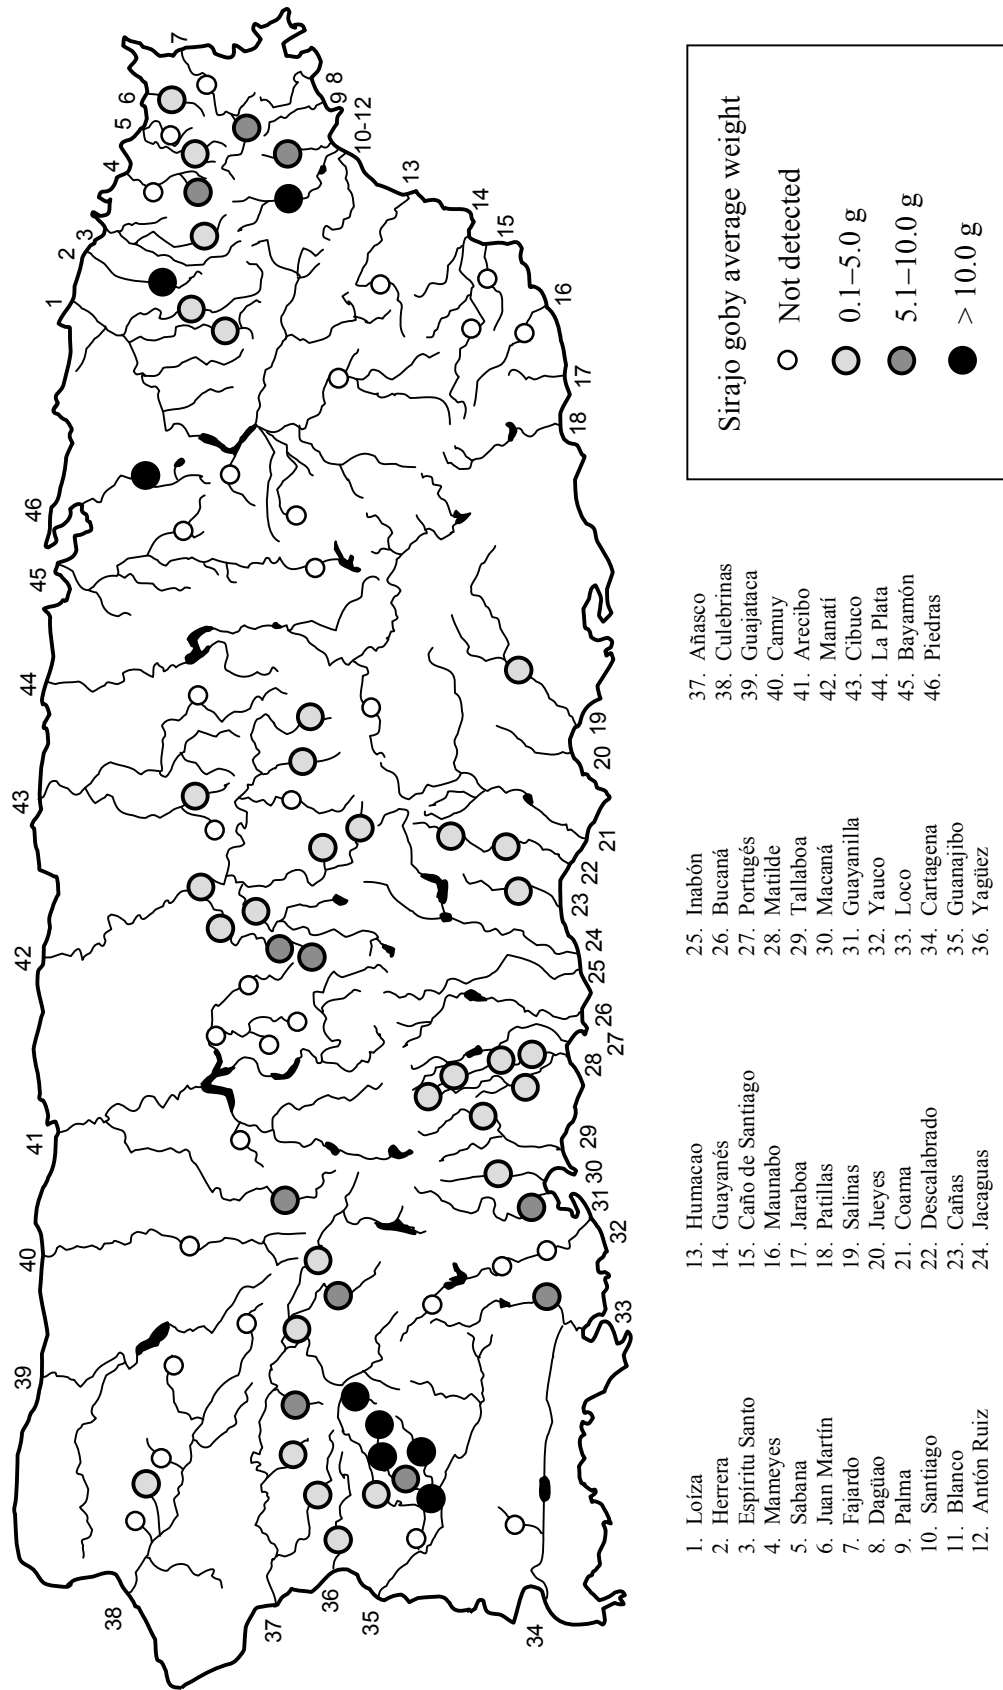 1
2
3
4
5
6
7
8
9
10-12
13
14
15
16
17
18
19
20
21
22
23
24
25
26
27
28
29
30
31
32
33
34
35
36
37
38
39
40
41
42
43
44
45
46
Sirajo goby average weight
Not detected
0.1–5.0 g
5.1–10.0 g
> 10.0 g
1. Loíza
2. Herrera
3. Espíritu Santo
4. Mameyes
5. Sabana
6. Juan Martín
7. Fajardo
8. Dagüao
9. Palma
10. Santiago
11. Blanco
12. Antón Ruiz
13. Humacao
14. Guayanés
15. Caño de Santiago
16. Maunabo
17. Jaraboa
18. Patillas
19. Salinas
20. Jueyes
21. Coama
22. Descalabrado
23. Cañas
24. Jacaguas
25. Inabón
26. Bucaná
27. Portugés
28. Matilde
29. Tallaboa
30. Macaná
31. Guayanilla
32. Yauco
33. Loco
34. Cartagena
35. Guanajibo
36. Yagüez
37. Añasco
38. Culebrinas
39. Guajataca
40. Camuy
41. Arecibo
42. Manatí
43. Cibuco
44. La Plata
45. Bayamón
46. Piedras